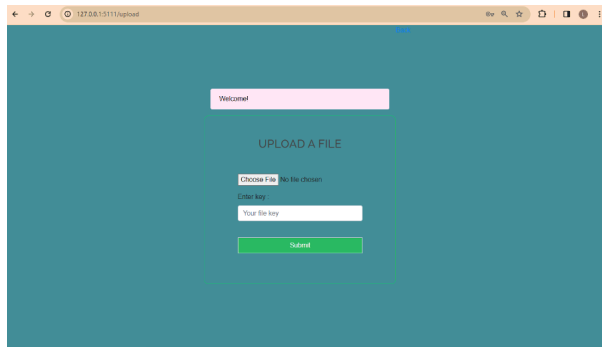 127.0.0.1:5111/upload
Back
Welcome!
UPLOAD A FILE
Choose File No file chosen
Enter key :
Your file key
Submit